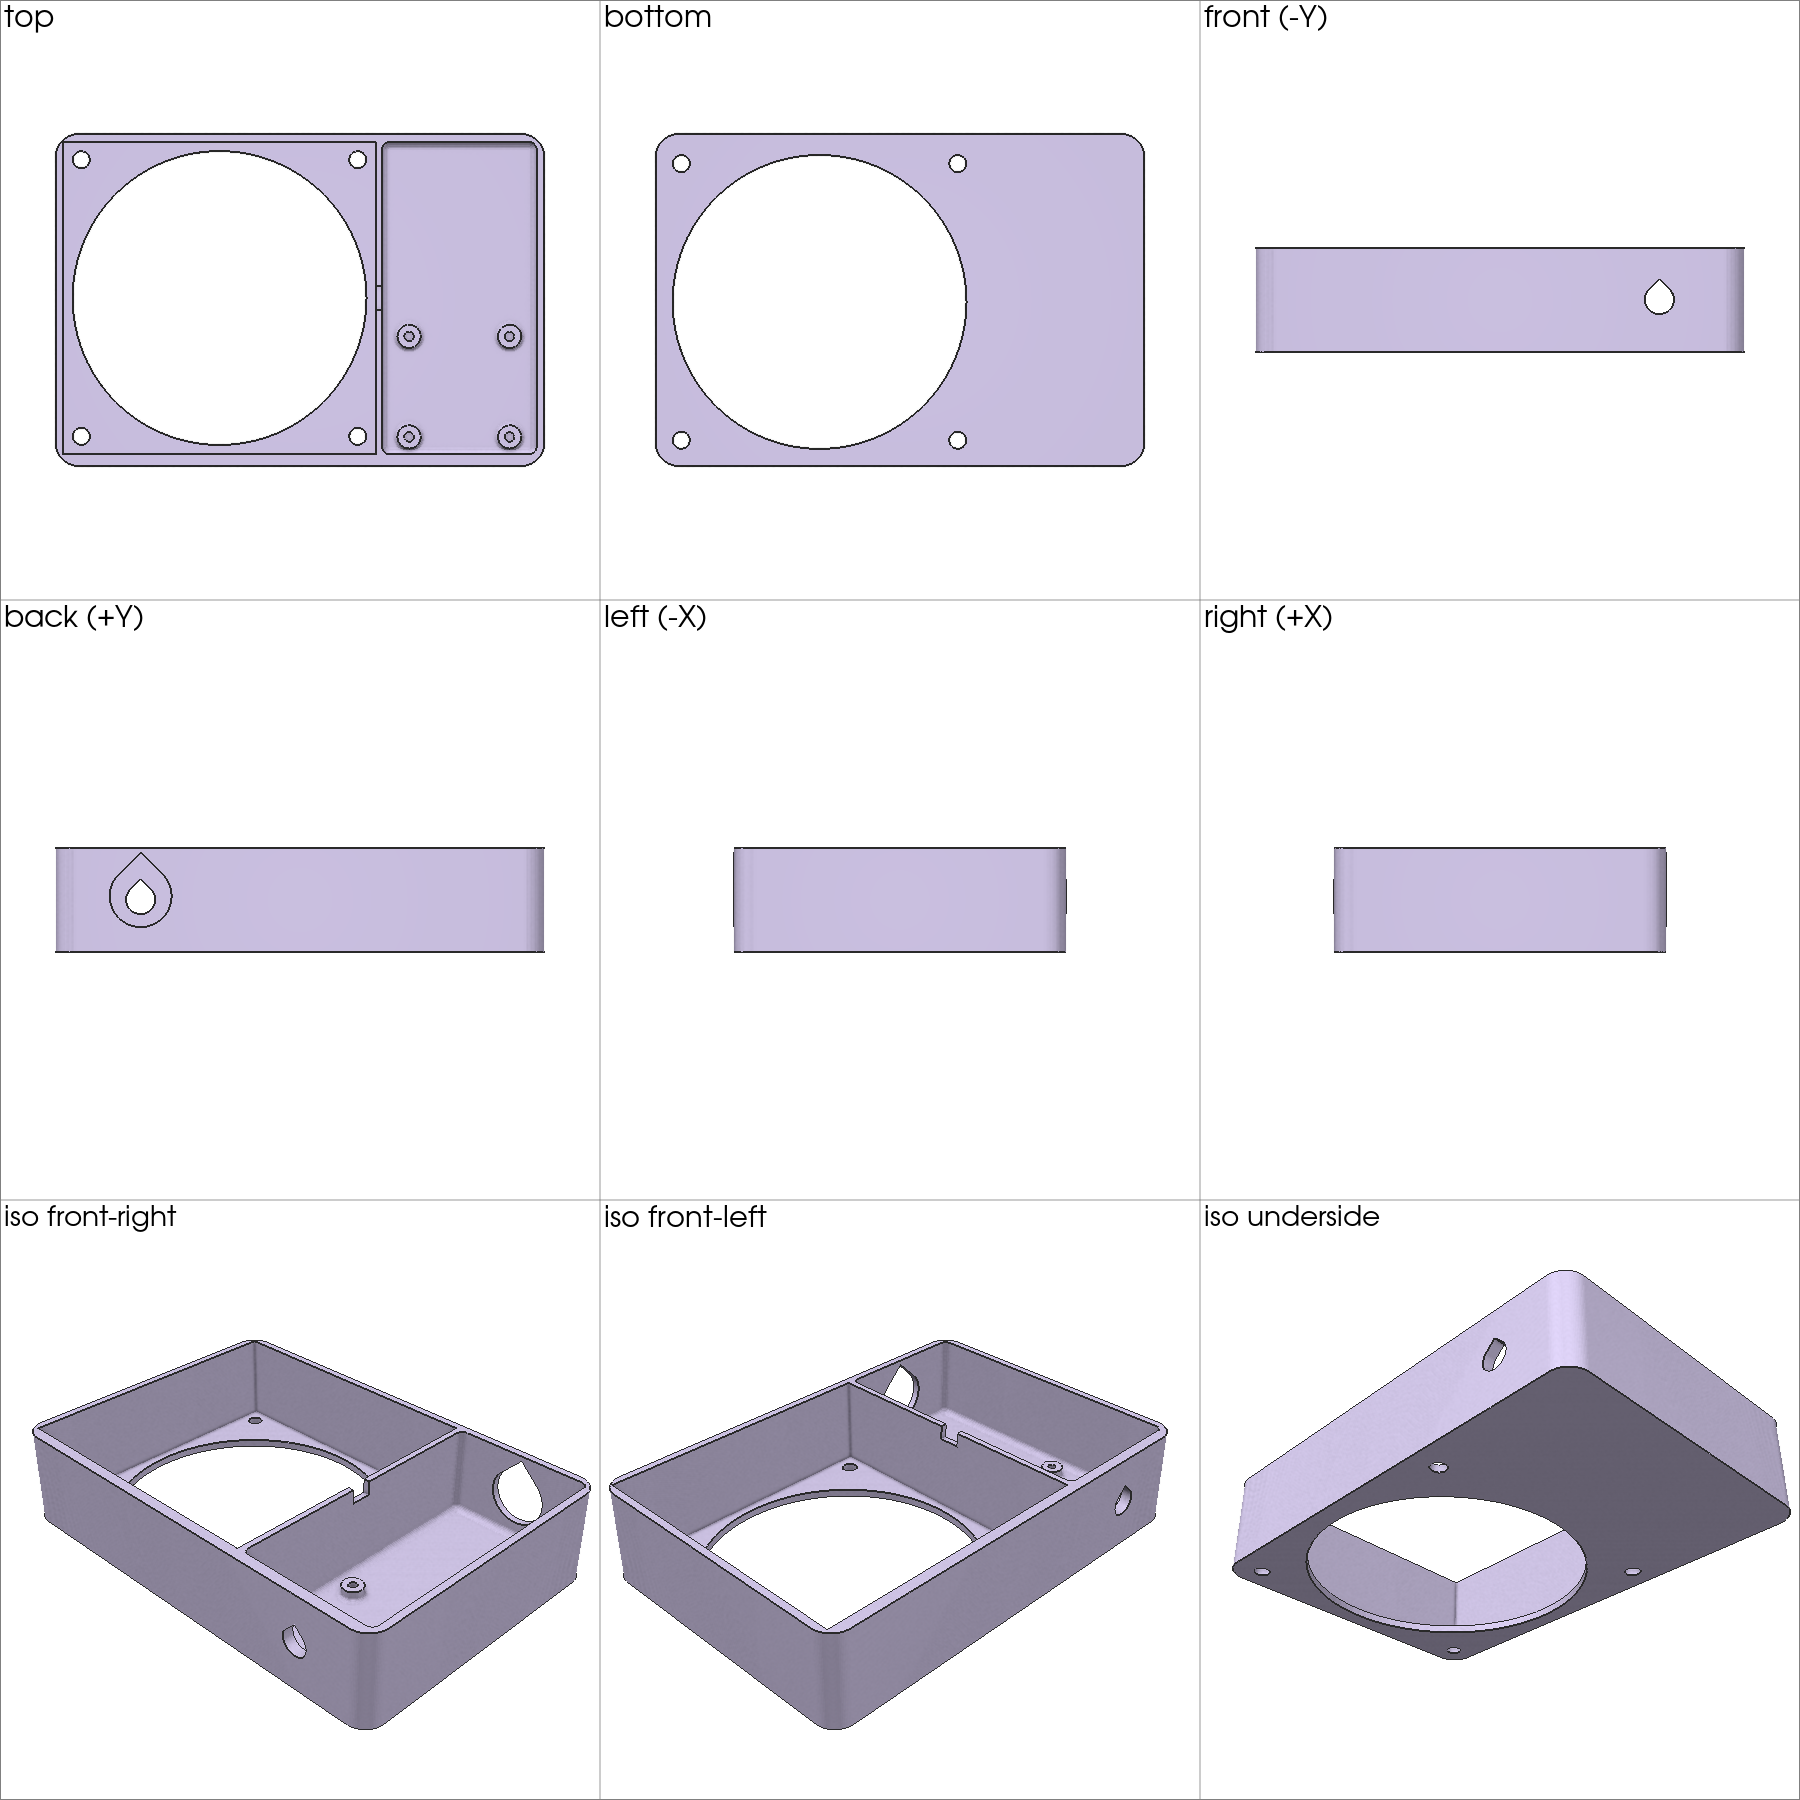 top
bottom
front (-Y)
back (+Y)
left (-X)
right (+X)
iso front-right
iso front-left
iso underside